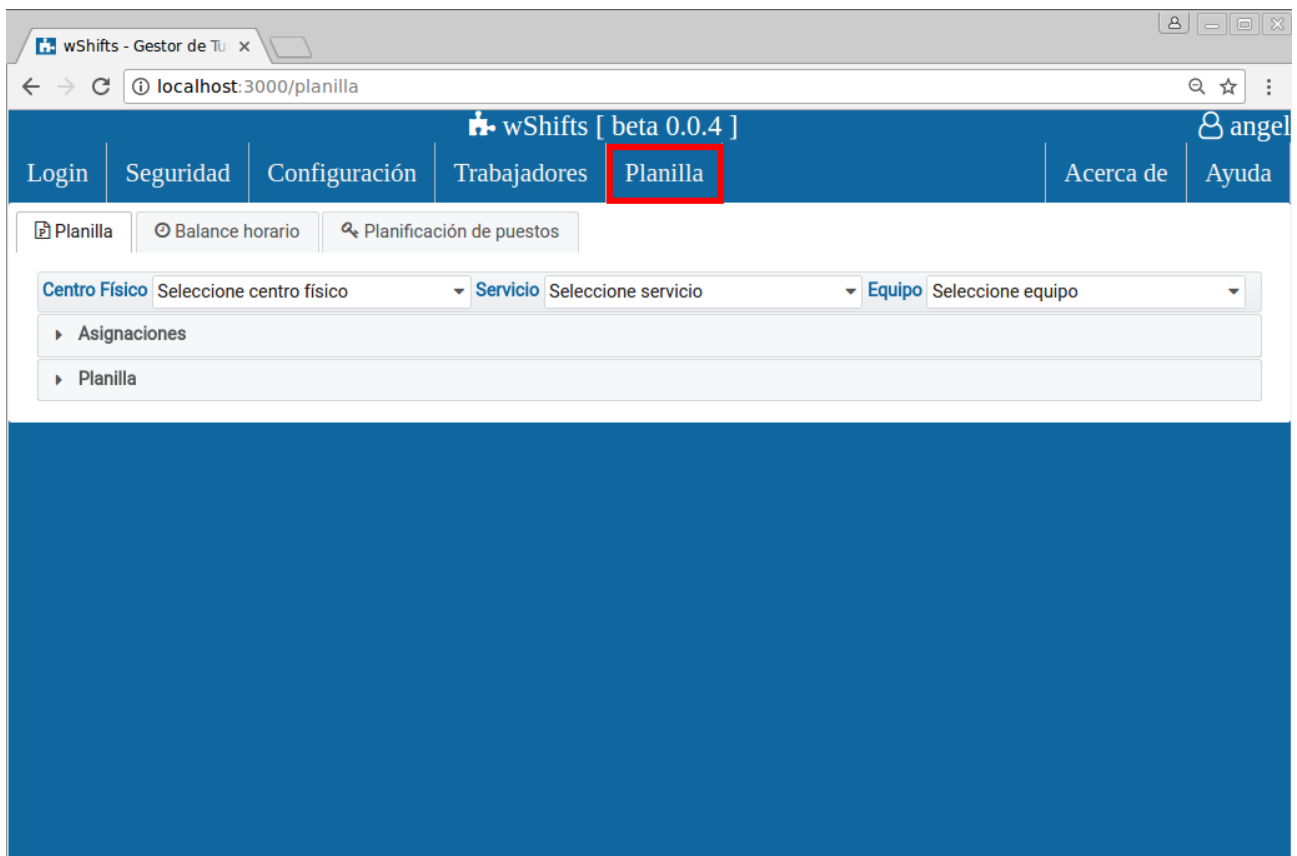 wShifts - Gestor de Tu
localhost:3000/planilla
wShifts [ beta 0.0.4 ] angel
Login Seguridad Configuración Trabajadores Planilla Acerca de Ayuda
Planilla Balance horario Planificación de puestos
Centro Físico Seleccione centro físico Servicio Seleccione servicio Equipo Seleccione equipo
Asignaciones
Planilla